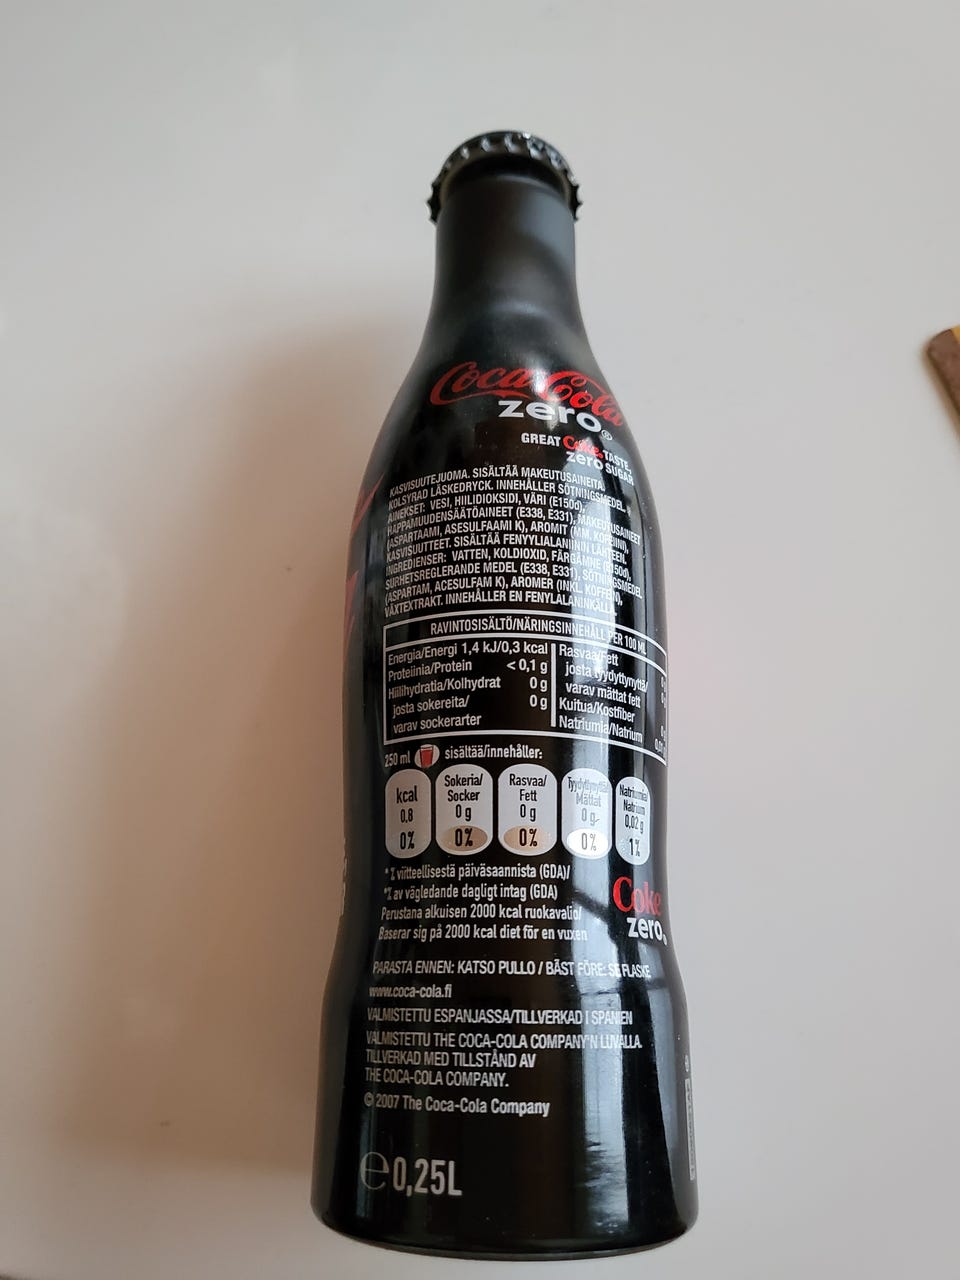 Coca-Cola
zero®
GREAT Coke TASTE,
zero SUGAR
KASVISUUTEJUOMA. SISÄLTÄÄ MAKEUTUSAINEITA.
KOLSYRAD LÄSKEDRYCK. INNEHÅLLER SÖTNINGSMEDEL.
AINEKSET: VESI, HIILIDIOKSIDI, VÄRI (E150d),
HAPPAMUUDENSÄÄTÖAINEET (E338, E331), MAKEUTUSAINEET
(ASPARTAAMI, ASESULFAAMI K), AROMIT (MM. KOFEIINI),
KASVISUUTTEET. SISÄLTÄÄ FENYYLIALANIININ LÄHTEEN.
INGREDIENSER: VATTEN, KOLDIOXID, FÄRGÄMNE (E150d),
SURHETSREGLERANDE MEDEL (E338, E331), SÖTNINGSMEDEL
(ASPARTAM, ACESULFAM K), AROMER (INKL. KOFFEIN),
VÄXTEXTRAKT. INNEHÅLLER EN FENYLALANINKÄLLA.
RAVINTOSISÄLTÖ/NÄRINGSINNEHÅLL PER 100 ML
Energia/Energi 1,4 kJ/0,3 kcal
Proteiinia/Protein <0,1 g
Hiilihydratia/Kolhydrat 0 g
josta sokereita/ 0 g
varav sockerarter
Rasvaa/Fett
josta tyydyttynyttä/
varav mättat fett
Kuitua/Kostfiber
Natriumia/Natrium
250 ml sisältää/innehåller:
kcal
0,8
0%
Sokeria/
Socker
0 g
0%
Rasvaa/
Fett
0 g
0%
Tyydyttynyttä/
Mättat
0 g
0%
Natriumia/
Natrium
0,02 g
1%
*% viitteellisestä päiväsaannista (GDA)/
*% av vägledande dagligt intag (GDA)
Perustana alkuisen 2000 kcal ruokavalio/
Baserar sig på 2000 kcal diet för en vuxen
Coke
zero®
PARASTA ENNEN: KATSO PULLO / BÄST FÖRE: SE FLASKE
www.coca-cola.fi
VALMISTETTU ESPANJASSA/TILLVERKAD I SPANIEN
VALMISTETTU THE COCA-COLA COMPANY'N LUVALLA.
TILLVERKAD MED TILLSTÅND AV
THE COCA-COLA COMPANY.
© 2007 The Coca-Cola Company
e 0,25L